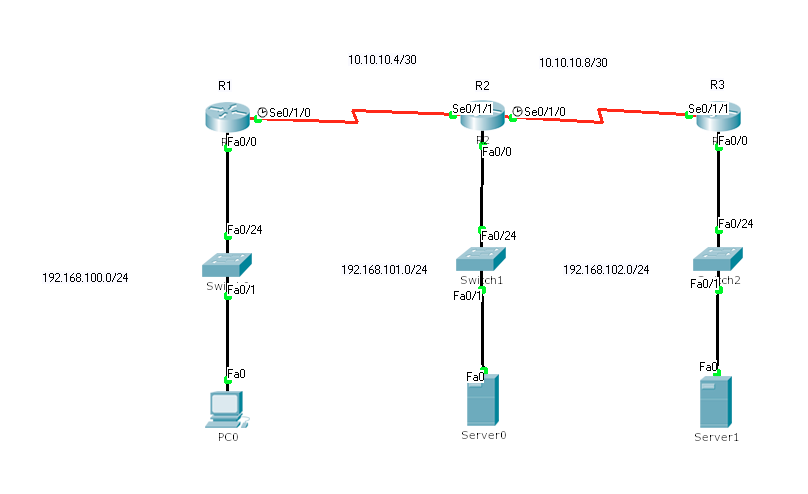 10.10.10.4/30
10.10.10.8/30
R1
R2
R3
Se0/1/0
Se0/1/1
Se0/1/0
Se0/1/1
Fa0/0
Fa0/0
Fa0/0
Fa0/24
Fa0/24
Fa0/24
192.168.100.0/24
192.168.101.0/24
192.168.102.0/24
Switch1
Fa0/1
Fa0/1
Fa0/1
Fa0
Fa0
Fa0
PC0
Server0
Server1